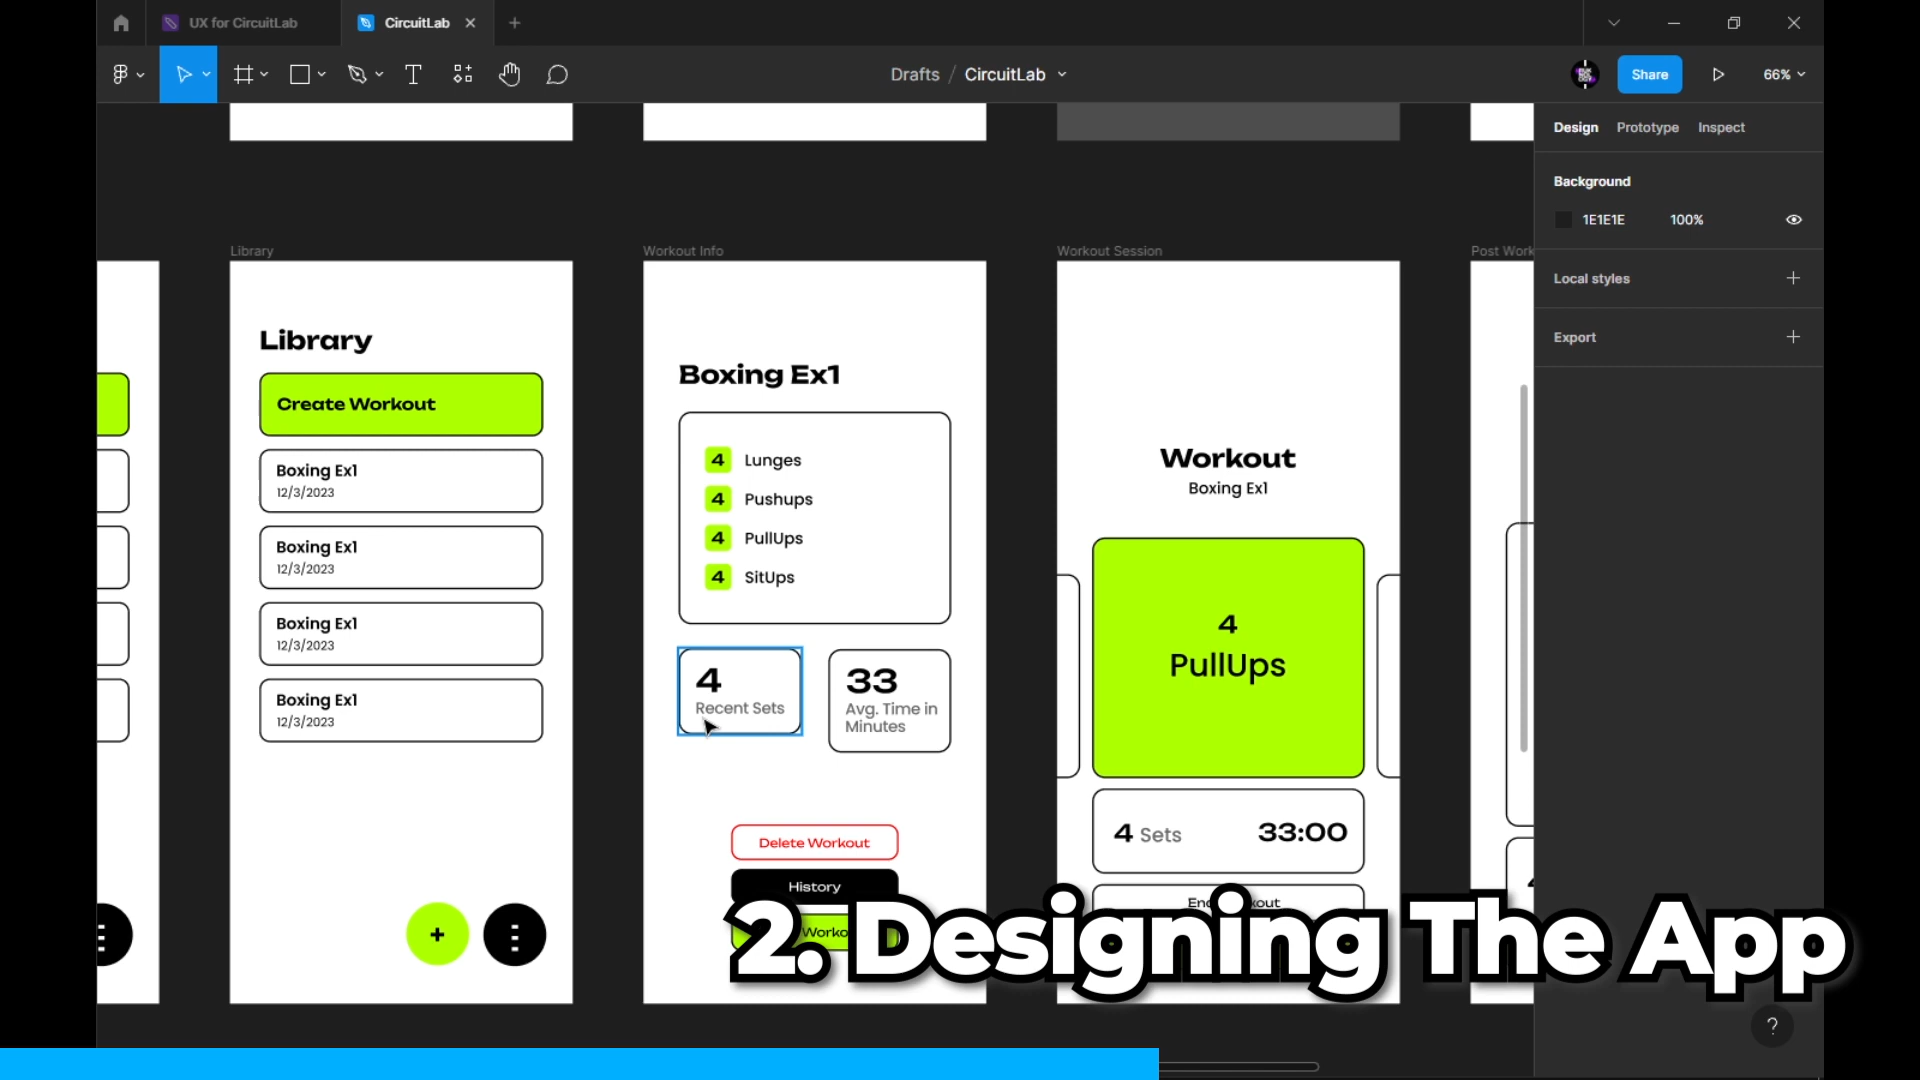 UX for CircuitLab
CircuitLab
Drafts / CircuitLab
Share
66%
Design Prototype Inspect
Background
1E1E1E 100%
Local styles
Export
Library
Library
Create Workout
Boxing Ex1
12/3/2023
Boxing Ex1
12/3/2023
Boxing Ex1
12/3/2023
Boxing Ex1
12/3/2023
+
Workout Info
Boxing Ex1
4 Lunges
4 Pushups
4 PullUps
4 SitUps
4
Recent Sets
33
Avg. Time in
Minutes
Delete Workout
History
Workout Session
Workout
Boxing Ex1
4
PullUps
4 Sets 33:00
Post Work
2. Designing The App
?